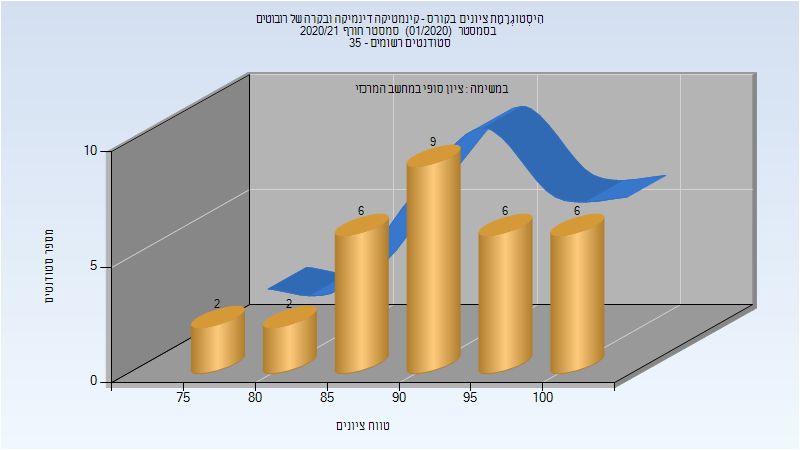 היסטוגרמת ציונים בקורס - קינמטיקה דינמיקה ובקרה של רובוטים
בסמסטר (01/2020) סמסטר חורף 2020/21
סטודנטים רשומים - 35
במשימה : ציון סופי במחשב המרכזי
מספר סטודנטים
10
5
0
2
2
6
9
6
6
75
80
85
90
95
100
טווח ציונים